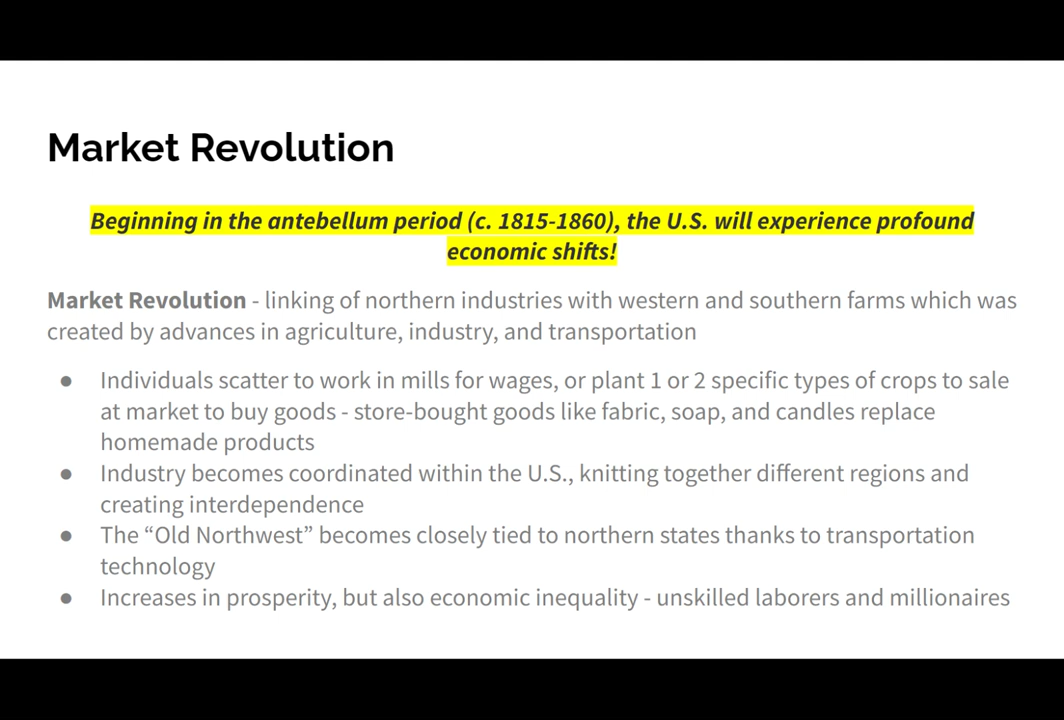 Market Revolution
Beginning in the antebellum period (c. 1815-1860), the U.S. will experience profound
economic shifts!
Market Revolution - linking of northern industries with western and southern farms which was
created by advances in agriculture, industry, and transportation
● Individuals scatter to work in mills for wages, or plant 1 or 2 specific types of crops to sale
at market to buy goods - store-bought goods like fabric, soap, and candles replace
homemade products
● Industry becomes coordinated within the U.S., knitting together different regions and
creating interdependence
● The “Old Northwest” becomes closely tied to northern states thanks to transportation
technology
● Increases in prosperity, but also economic inequality - unskilled laborers and millionaires